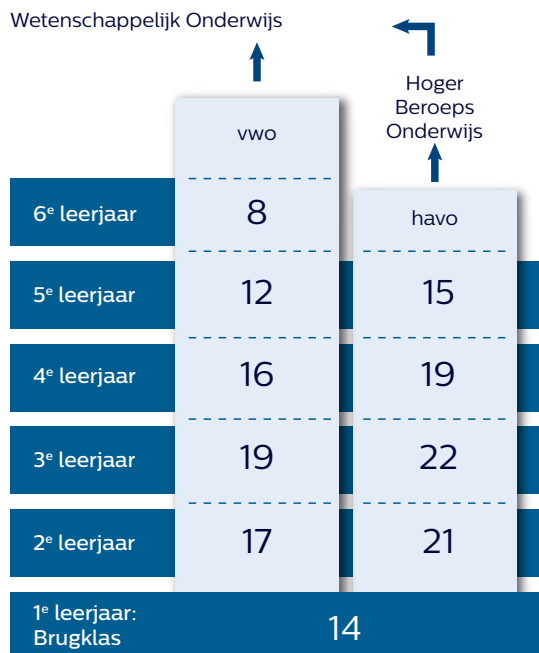 Wetenschappelijk Onderwijs
Hoger
Beroeps
Onderwijs
vwo
6e leerjaar 8 havo
5e leerjaar 12 15
4e leerjaar 16 19
3e leerjaar 19 22
2e leerjaar 17 21
1e leerjaar:
Brugklas 14